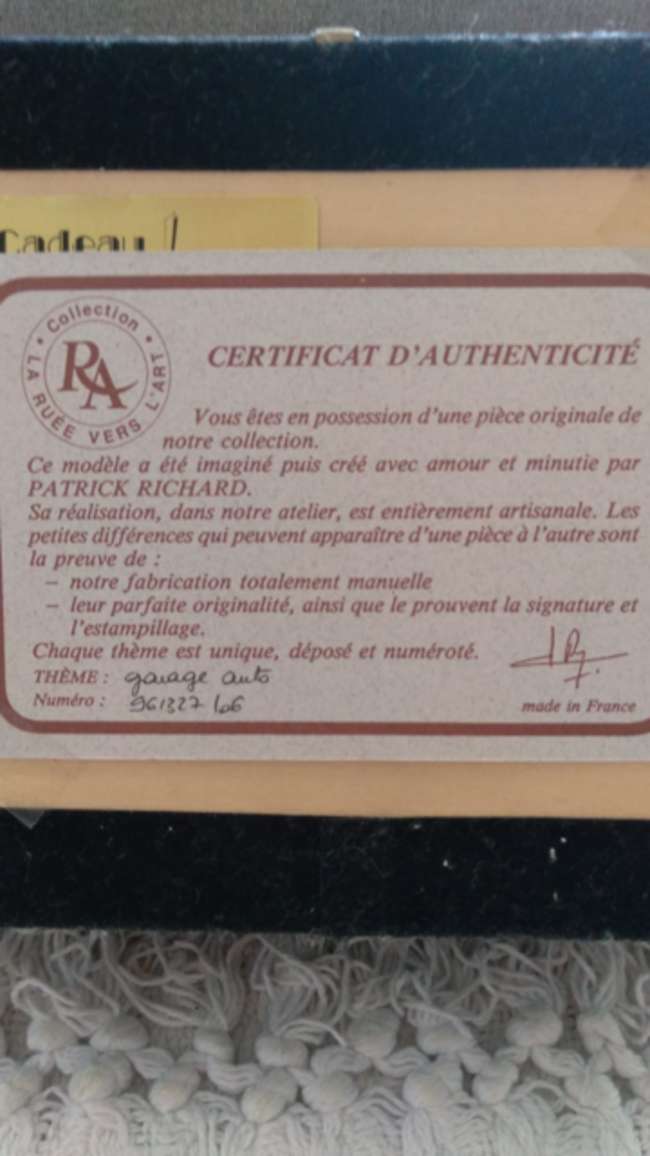 Cadeau !
Collection
RA
LA RUÉE VERS L'ART
CERTIFICAT D'AUTHENTICITÉ
Vous êtes en possession d'une pièce originale de
notre collection.
Ce modèle a été imaginé puis créé avec amour et minutie par
PATRICK RICHARD.
Sa réalisation, dans notre atelier, est entièrement artisanale. Les
petites différences qui peuvent apparaître d'une pièce à l'autre sont
la preuve de :
– notre fabrication totalement manuelle
– leur parfaite originalité, ainsi que le prouvent la signature et
l'estampillage.
Chaque thème est unique, déposé et numéroté.
THÈME : garage auto
Numéro : 961327
made in France